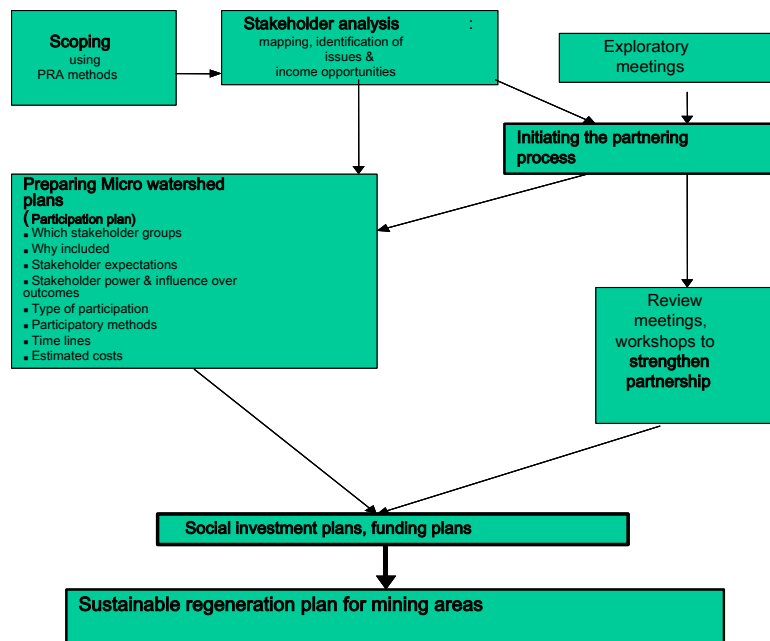 Scoping
using
PRA methods
Stakeholder analysis :
mapping, identification of
issues &
income opportunities
Exploratory
meetings
Initiating the partnering
process
Preparing Micro watershed
plans
(Participation plan)
▪ Which stakeholder groups
▪ Why included
▪ Stakeholder expectations
▪ Stakeholder power & influence over
outcomes
▪ Type of participation
▪ Participatory methods
▪ Time lines
▪ Estimated costs
Review
meetings,
workshops to
strengthen
partnership
Social investment plans, funding plans
Sustainable regeneration plan for mining areas